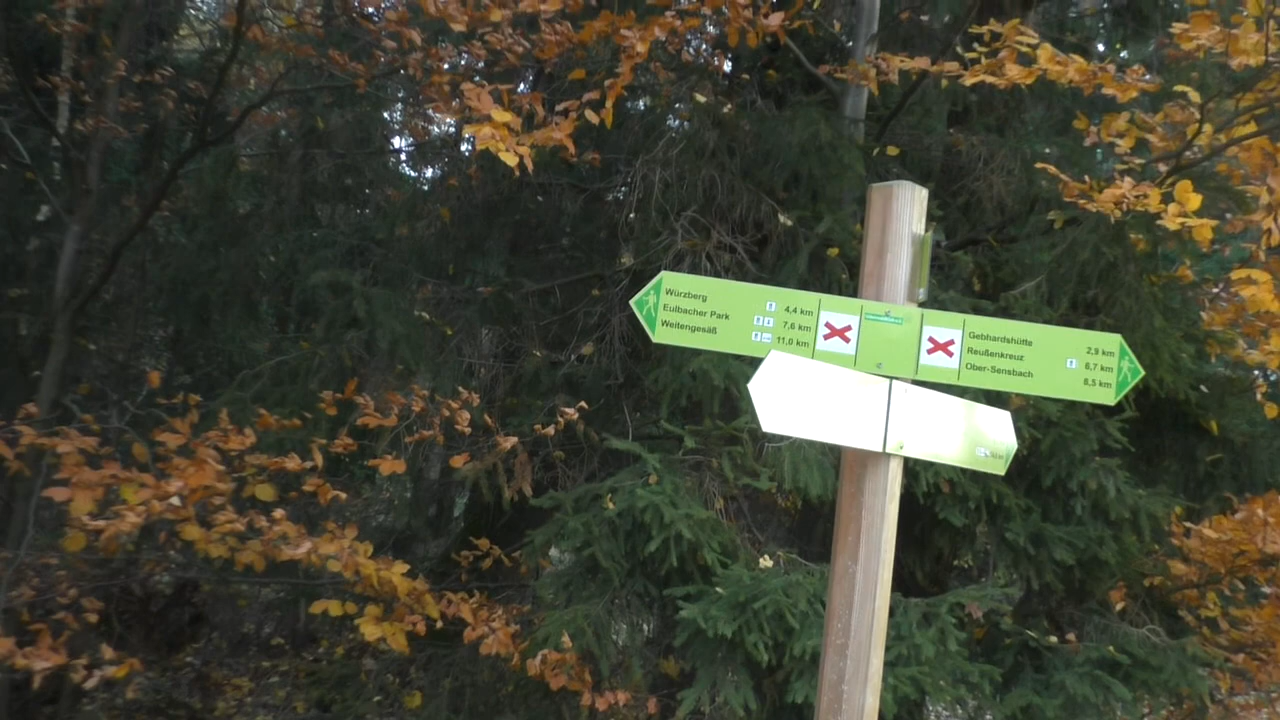 Würzberg 4,4 km
Eulbacher Park 7,6 km
Weitengesäß 11,0 km
Gebhardshütte 2,9 km
Reußenkreuz 6,7 km
Ober-Sensbach 8,5 km